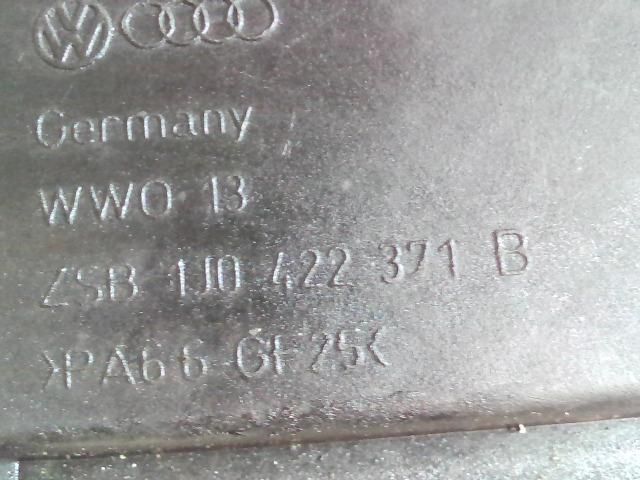 Germany
WWO 13
ZSB 1J0 422 371 B
>PA66 GF25<